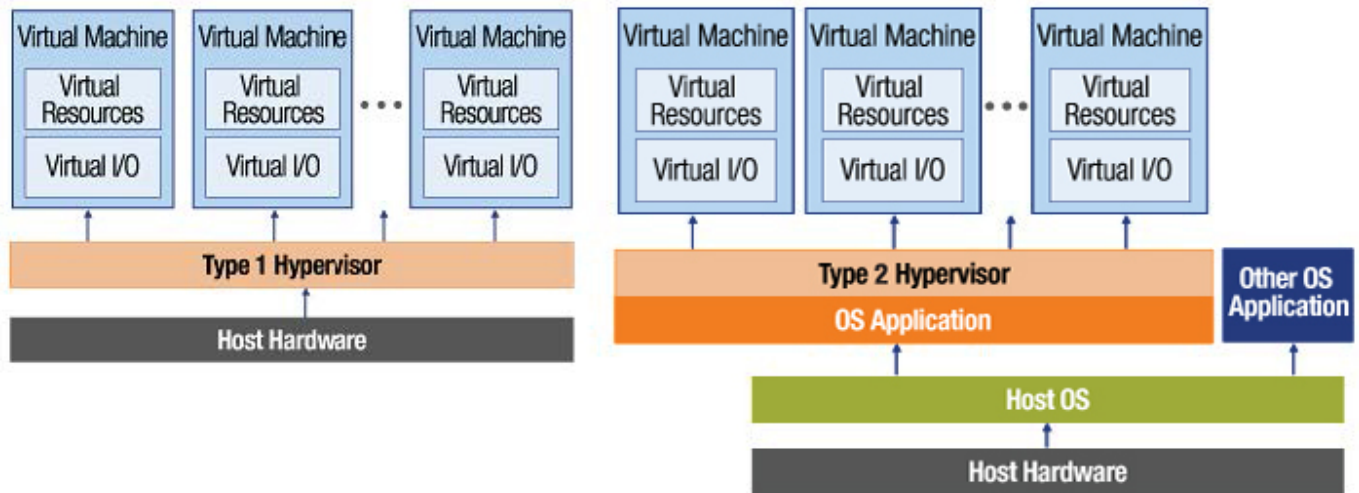 Virtual Machine
Virtual
Resources
Virtual I/O
Virtual Machine
Virtual
Resources
Virtual I/O
Virtual Machine
Virtual
Resources
Virtual I/O
Type 1 Hypervisor
Host Hardware
Virtual Machine
Virtual
Resources
Virtual I/O
Virtual Machine
Virtual
Resources
Virtual I/O
Virtual Machine
Virtual
Resources
Virtual I/O
Type 2 Hypervisor
OS Application
Other OS
Application
Host OS
Host Hardware